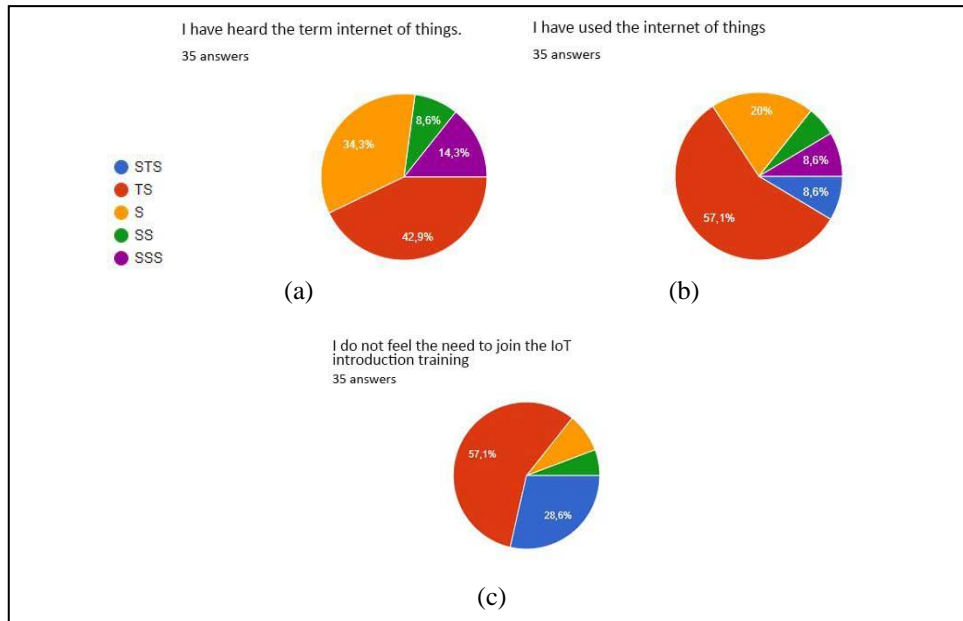 I have heard the term internet of things.
35 answers
34,3%
8,6%
14,3%
42,9%
(a)
I have used the internet of things
35 answers
20%
8,6%
8,6%
57,1%
(b)
STS
TS
S
SS
SSS
I do not feel the need to join the IoT
introduction training
35 answers
57,1%
28,6%
(c)